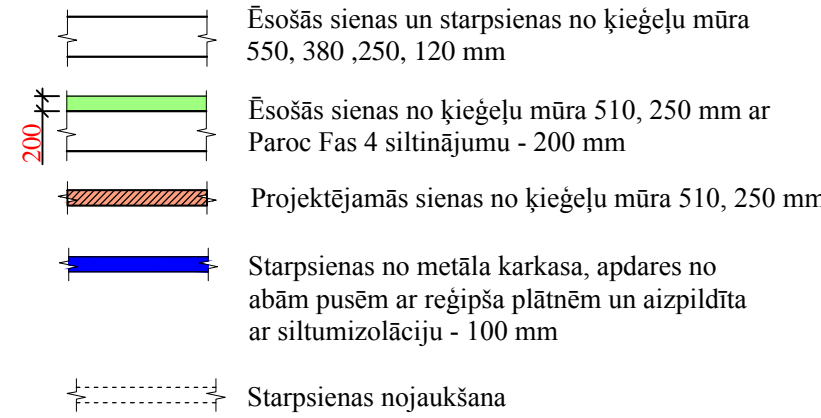 Ēsošās sienas un starpsienas no ķieģeļu mūra
550, 380 ,250, 120 mm
200
Ēsošās sienas no ķieģeļu mūra 510, 250 mm ar
Paroc Fas 4 siltinājumu - 200 mm
Projektējamās sienas no ķieģeļu mūra 510, 250 mm
Starpsienas no metāla karkasa, apdares no
abām pusēm ar reģipša plātnēm un aizpildīta
ar siltumizolāciju - 100 mm
Starpsienas nojaukšana